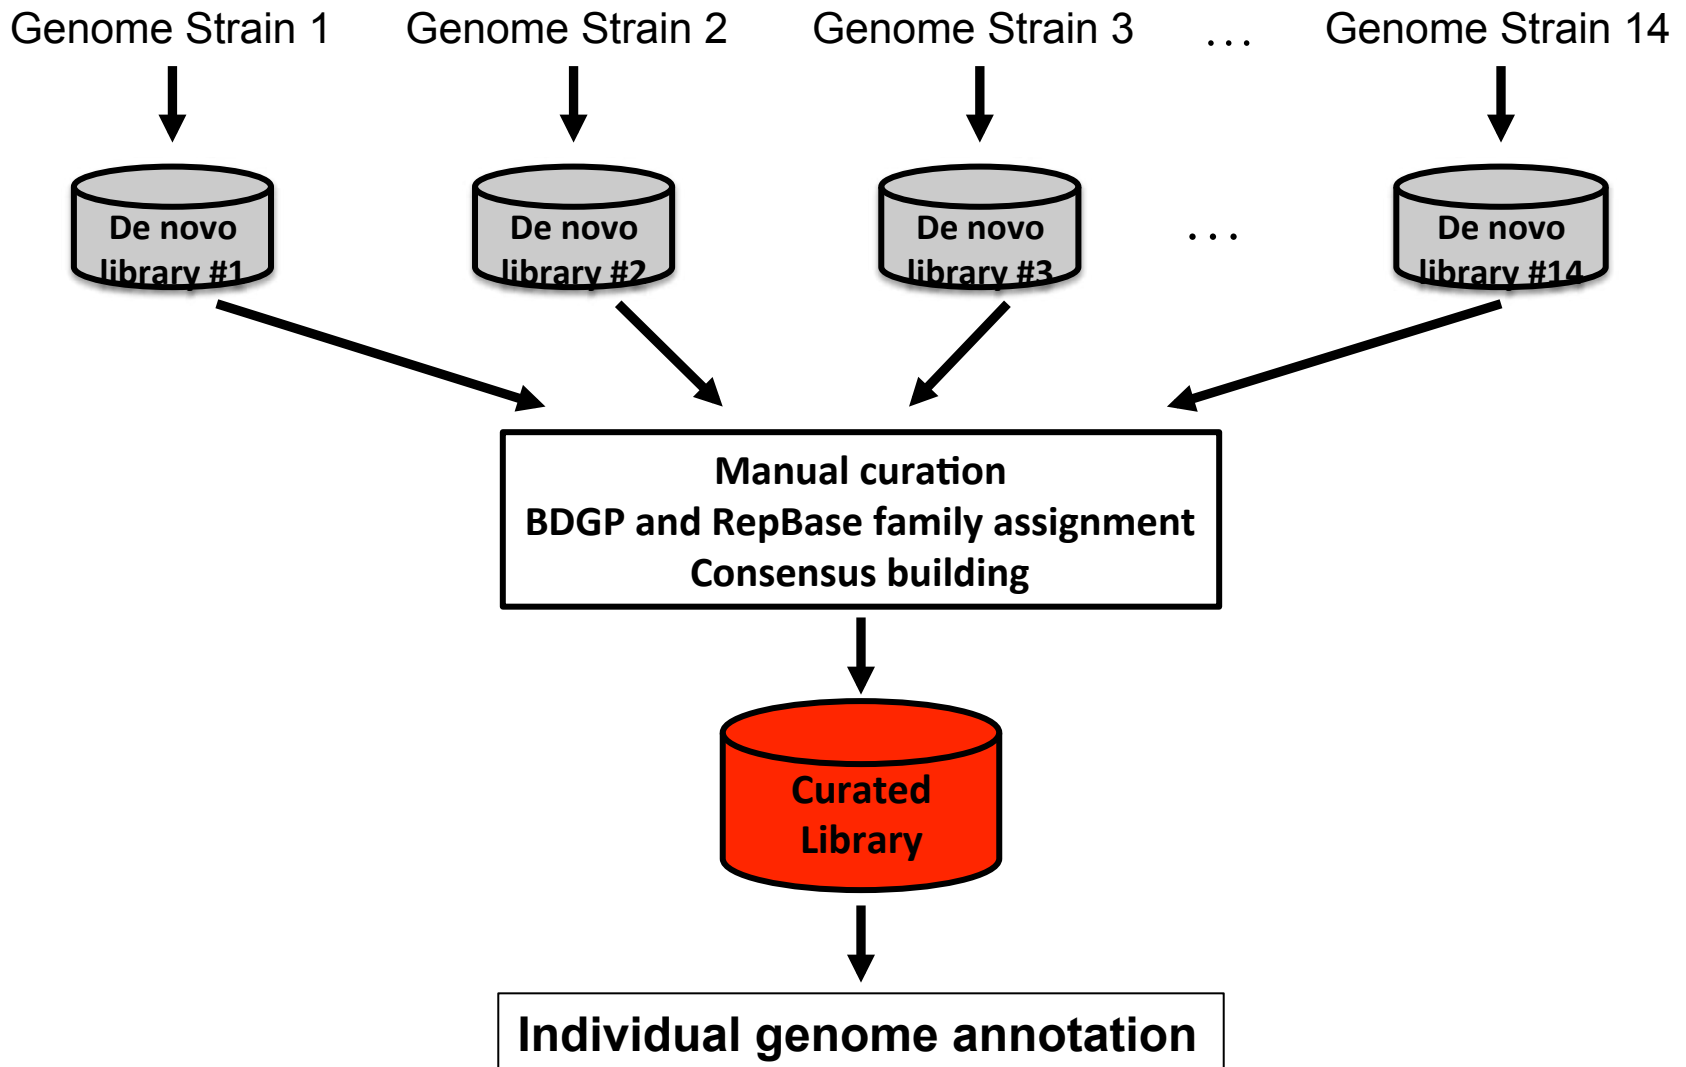 Genome Strain 1 Genome Strain 2 Genome Strain 3 ... Genome Strain 14
De novo
library #1
De novo
library #2
De novo
library #3
...
De novo
library #14
Manual curation
BDGP and RepBase family assignment
Consensus building
Curated
Library
Individual genome annotation